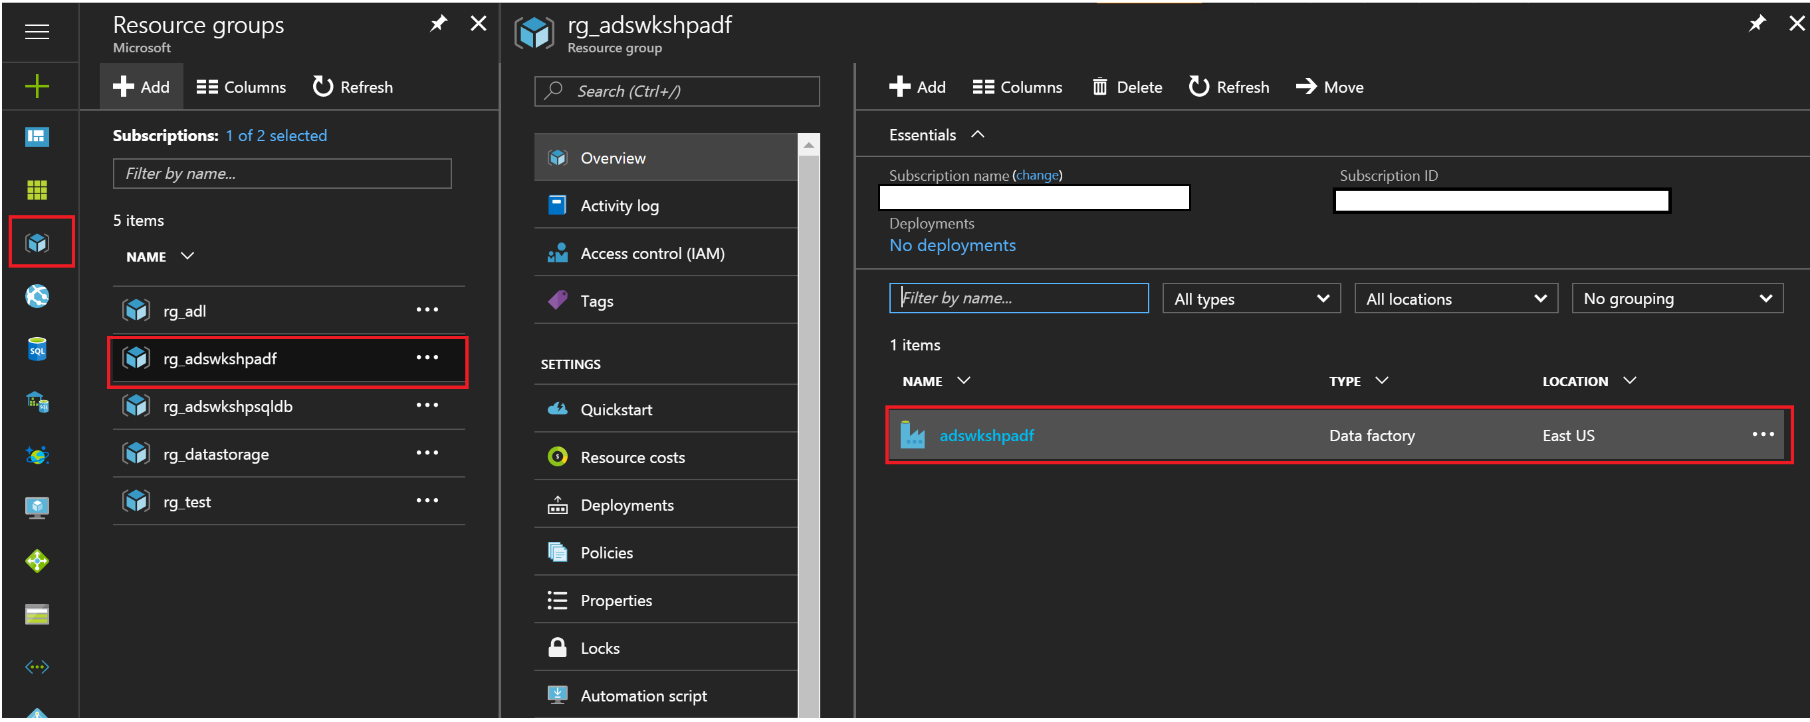 Resource groups
Microsoft
Add Columns Refresh
Subscriptions: 1 of 2 selected
Filter by name...
5 items
NAME
rg_adl
rg_adswkshpadf
rg_adswkshpsqldb
rg_datastorage
rg_test
SQL
rg_adswkshpadf
Resource group
Search (Ctrl+/)
Overview
Activity log
Access control (IAM)
Tags
SETTINGS
Quickstart
Resource costs
Deployments
Policies
Properties
Locks
Automation script
Add Columns Delete Refresh Move
Essentials
Subscription name (change) Subscription ID
Deployments
No deployments
Filter by name... All types All locations No grouping
1 items
NAME TYPE LOCATION
adswkshpadf Data factory East US